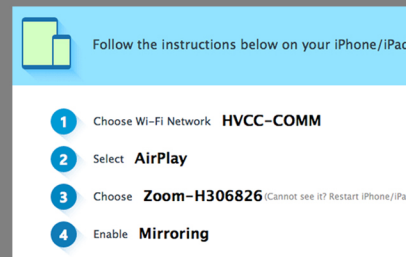 Follow the instructions below on your iPhone/iPad
1 Choose Wi-Fi Network HVCC-COMM
2 Select AirPlay
3 Choose Zoom-H306826 (Cannot see it? Restart iPhone/iPa
4 Enable Mirroring